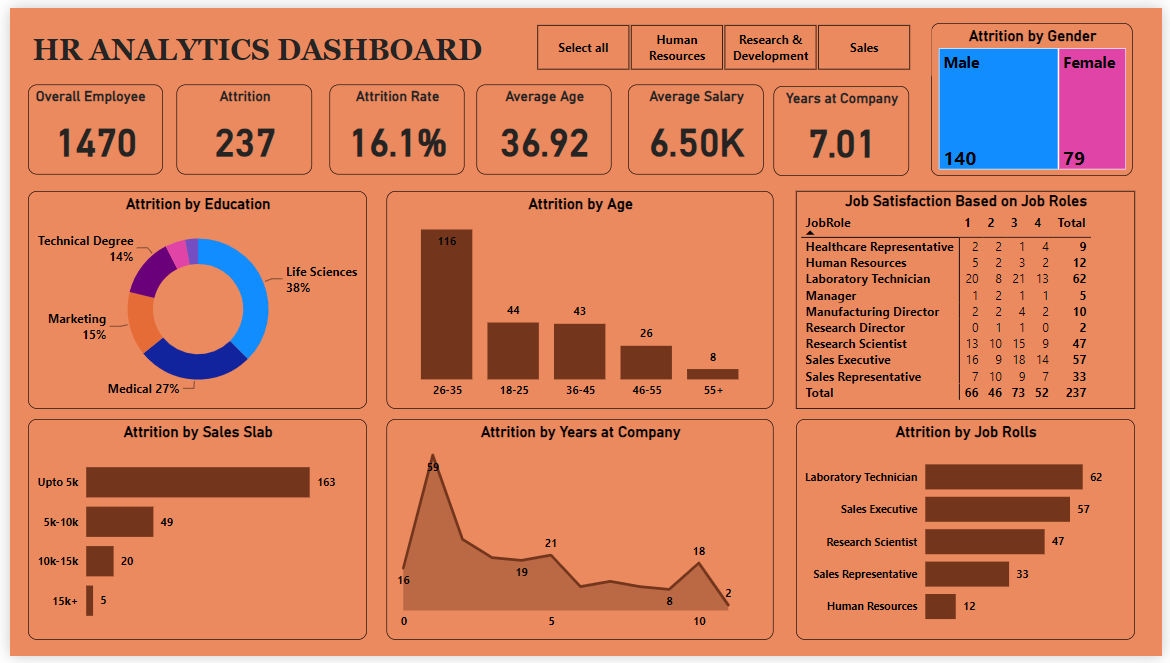 HR ANALYTICS DASHBOARD
Select all
Human
Resources
Research &
Development
Sales
Attrition by Gender
Male
Female
140
79
Overall Employee
1470
Attrition
237
Attrition Rate
16.1%
Average Age
36.92
Average Salary
6.50K
Years at Company
7.01
Attrition by Education
Technical Degree
14%
Life Sciences
38%
Marketing
15%
Medical 27%
Attrition by Age
116
44
43
26
8
26-35
18-25
36-45
46-55
55+
Job Satisfaction Based on Job Roles
JobRole 1 2 3 4 Total
Healthcare Representative 2 2 1 4 9
Human Resources 5 2 3 2 12
Laboratory Technician 20 8 21 13 62
Manager 1 2 1 1 5
Manufacturing Director 2 2 4 2 10
Research Director 0 1 1 0 2
Research Scientist 13 10 15 9 47
Sales Executive 16 9 18 14 57
Sales Representative 7 10 9 7 33
Total 66 46 73 52 237
Attrition by Sales Slab
Upto 5k 163
5k-10k 49
10k-15k 20
15k+ 5
Attrition by Years at Company
59
16
19
21
8
18
2
0
5
10
Attrition by Job Rolls
Laboratory Technician 62
Sales Executive 57
Research Scientist 47
Sales Representative 33
Human Resources 12